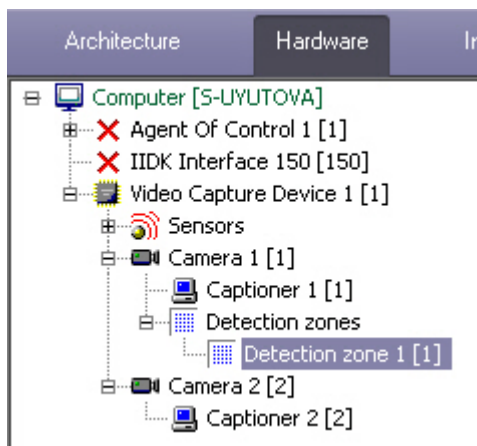 Architecture Hardware
Computer [S-UYUTOVA]
Agent Of Control 1 [1]
IIDK Interface 150 [150]
Video Capture Device 1 [1]
Sensors
Camera 1 [1]
Captioner 1 [1]
Detection zones
Detection zone 1 [1]
Camera 2 [2]
Captioner 2 [2]